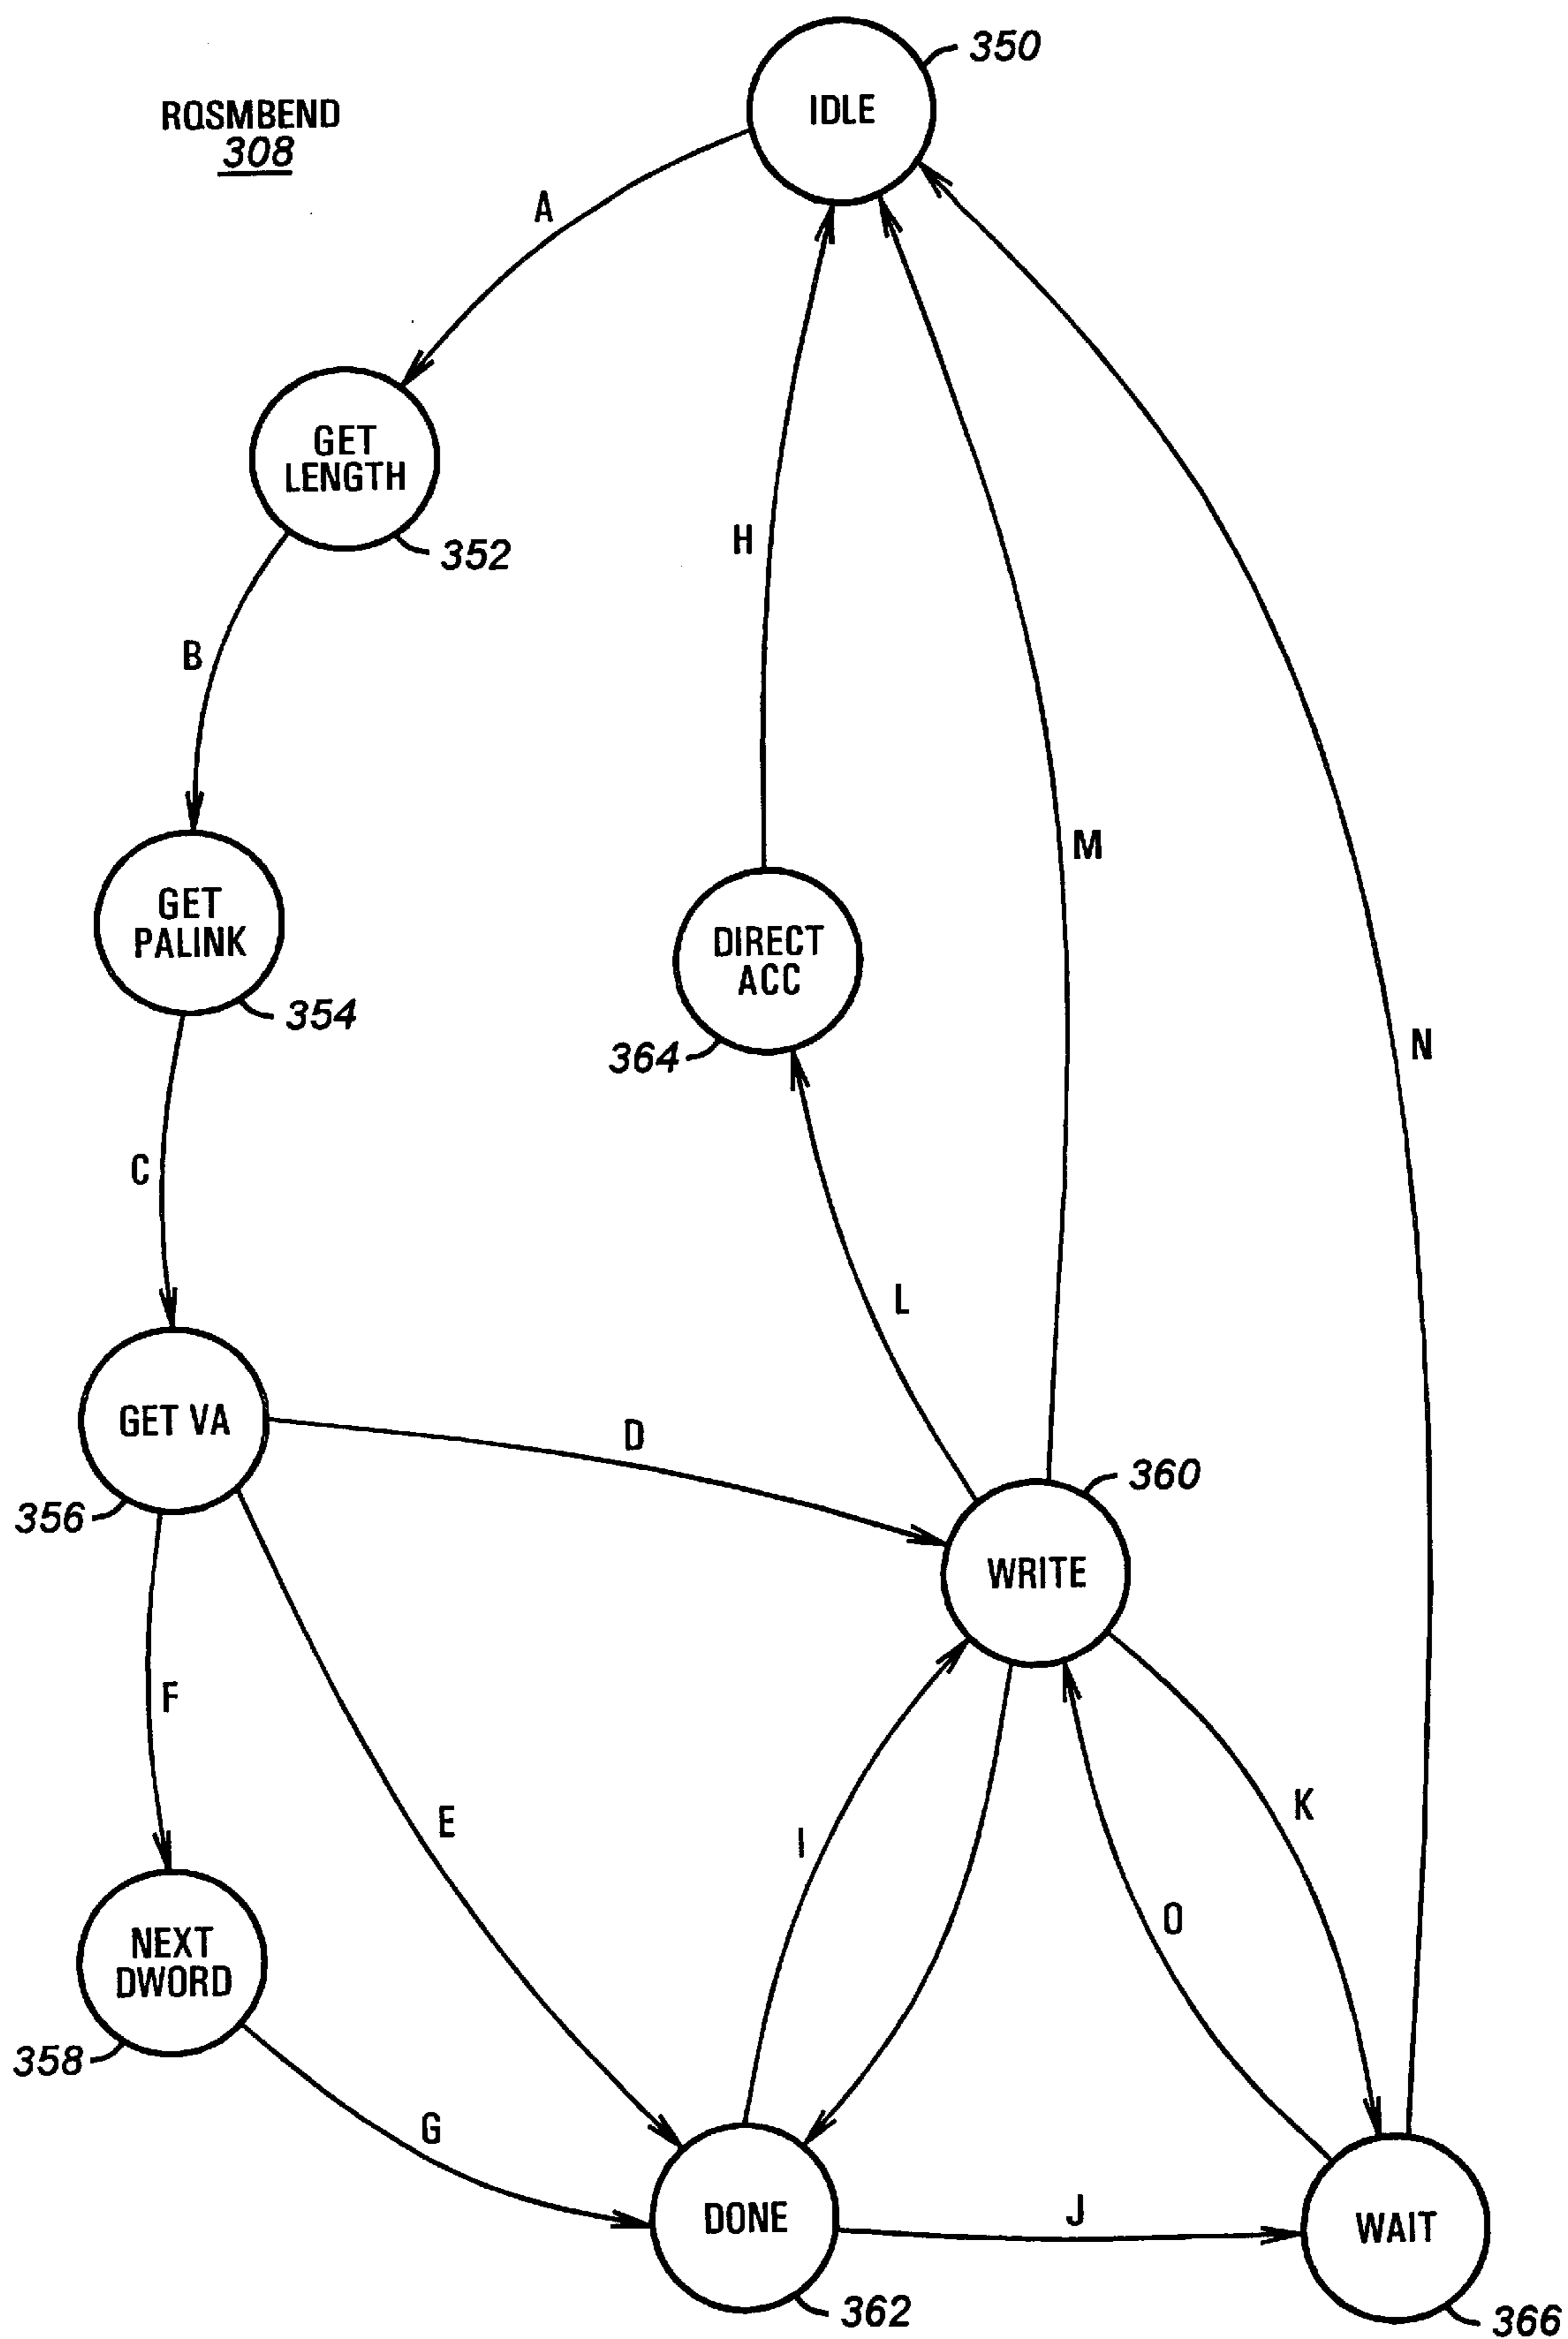 350
IDLE
RQSMBEND
308
A
GET
LENGTH
352
H
B
M
GET
PALINK
DIRECT
ACC
354
364
N
C
L
GET VA
D
360
356
WRITE
F
K
E
I
O
NEXT
DWORD
358
G
J
DONE
WAIT
362
366